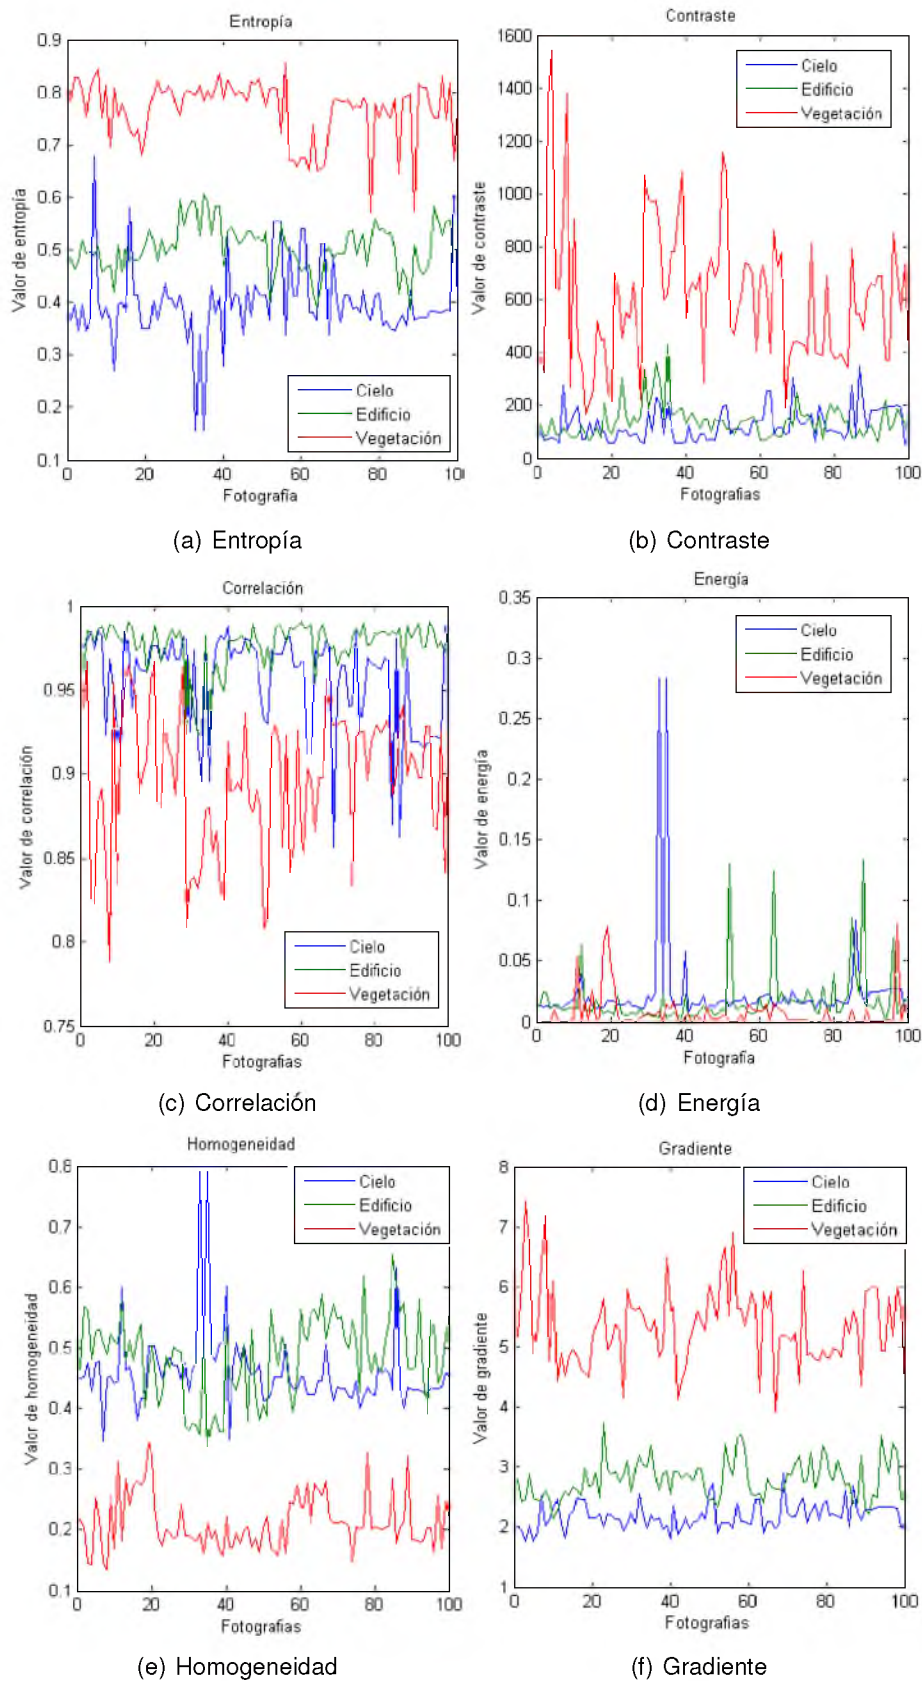 Entropía
0.9
0.8
0.7
0.6
0.5
0.4
0.3
0.2
0.1
Valor de entropía
Cielo
Edificio
Vegetación
0 20 40 60 80 100
Fotografía
(a) Entropía
Contraste
1600
1400
1200
1000
800
600
400
200
0
Valor de contraste
Cielo
Edificio
Vegetación
0 20 40 60 80 100
Fotografias
(b) Contraste
Correlación
1
0.95
0.9
0.85
0.8
0.75
Valor de correlación
Cielo
Edificio
Vegetación
0 20 40 60 80 100
Fotografias
(c) Correlación
Energía
0.35
0.3
0.25
0.2
0.15
0.1
0.05
0
Valor de energía
Cielo
Edificio
Vegetación
0 20 40 60 80 100
Fotografía
(d) Energía
Homogeneidad
0.8
0.7
0.6
0.5
0.4
0.3
0.2
0.1
Valor de homogeneidad
Cielo
Edificio
Vegetación
0 20 40 60 80 100
Fotografias
(e) Homogeneidad
Gradiente
8
7
6
5
4
3
2
1
Valor de gradiente
Cielo
Edificio
Vegetación
0 20 40 60 80 100
Fotografias
(f) Gradiente